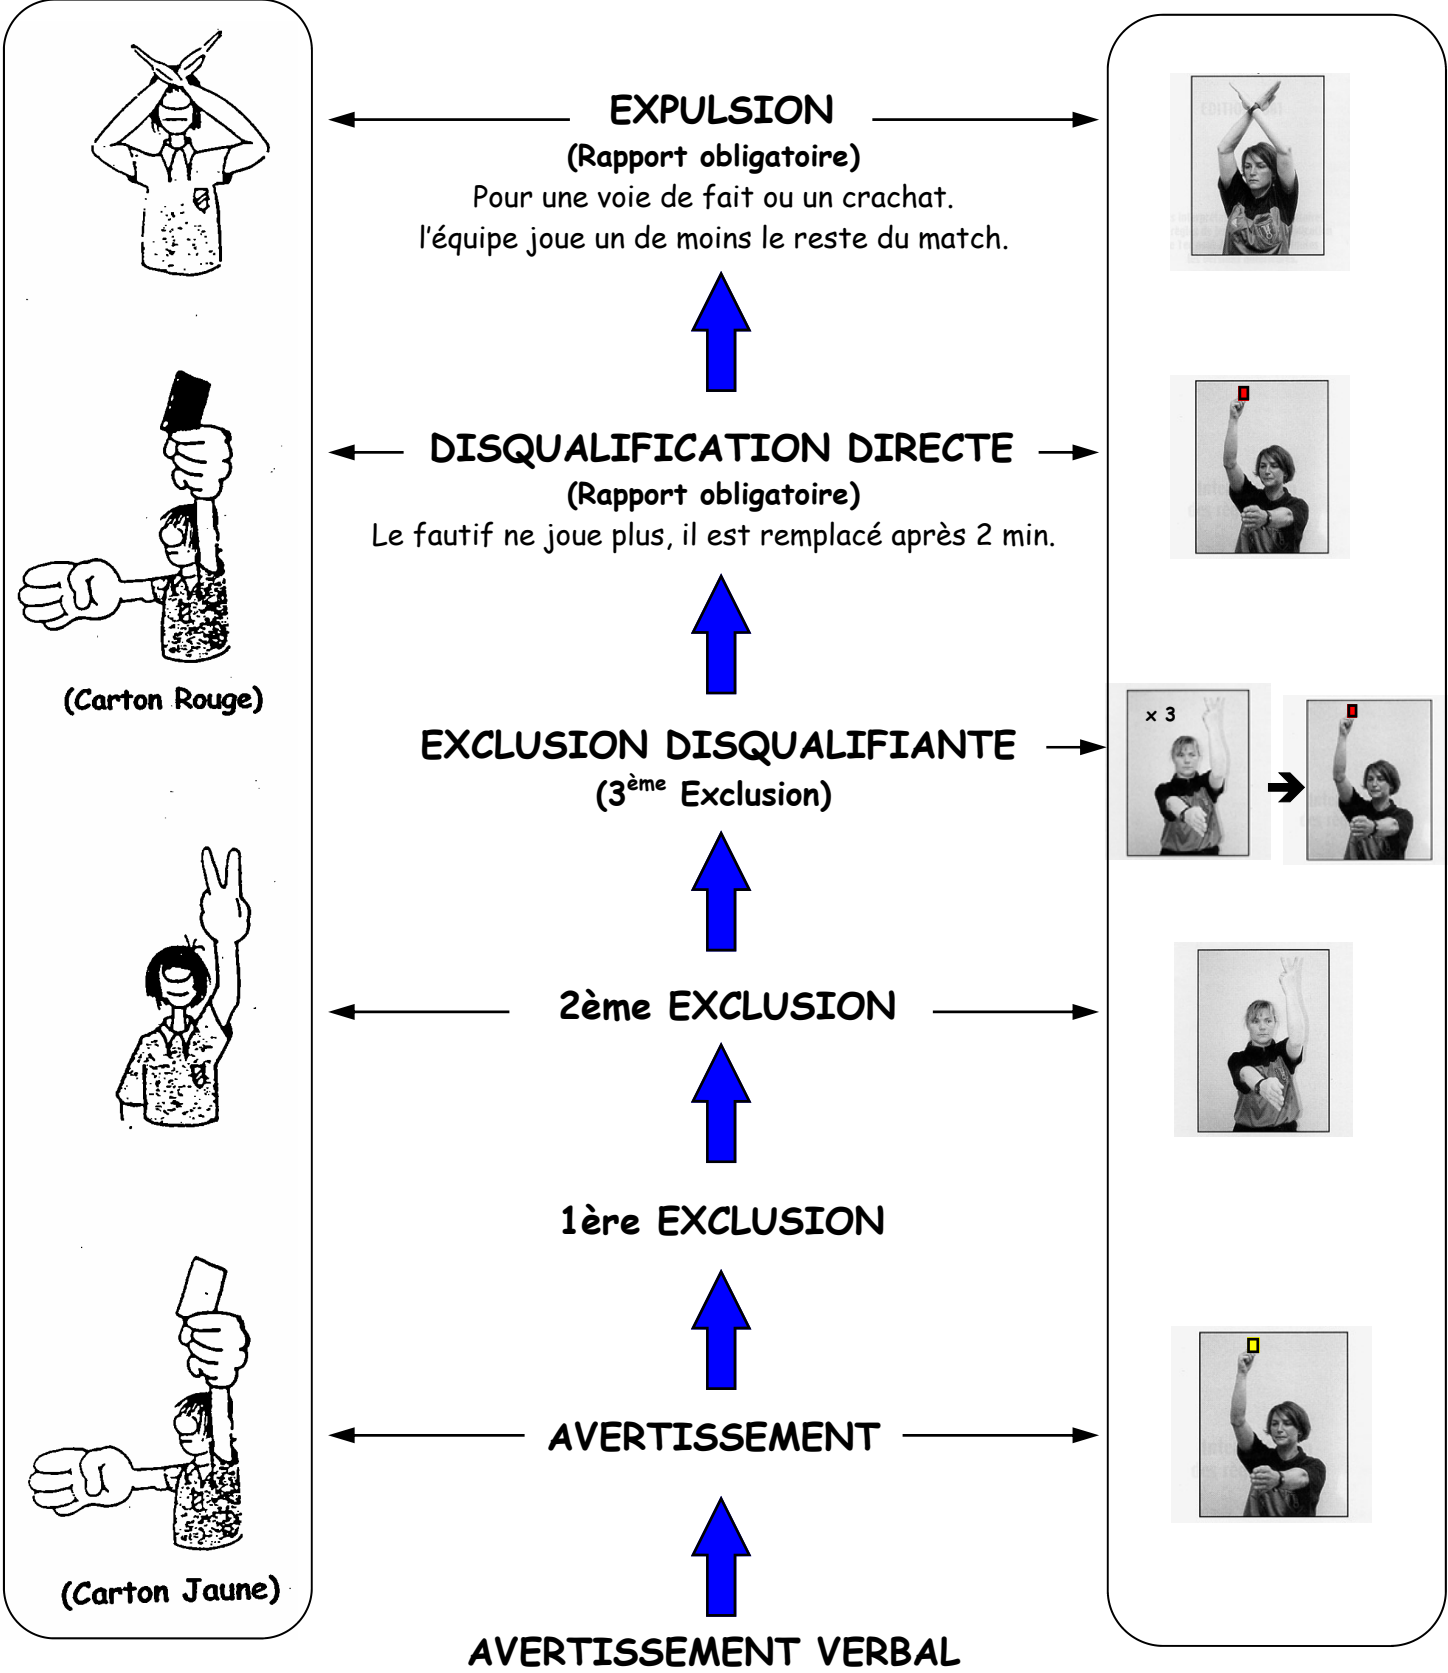 EXPULSION
(Rapport obligatoire)
Pour une voie de fait ou un crachat.
l'équipe joue un de moins le reste du match.
DISQUALIFICATION DIRECTE
(Rapport obligatoire)
Le fautif ne joue plus, il est remplacé après 2 min.
(Carton Rouge)
x 3
EXCLUSION DISQUALIFIANTE
(3ème Exclusion)
2ème EXCLUSION
1ère EXCLUSION
AVERTISSEMENT
(Carton Jaune)
AVERTISSEMENT VERBAL